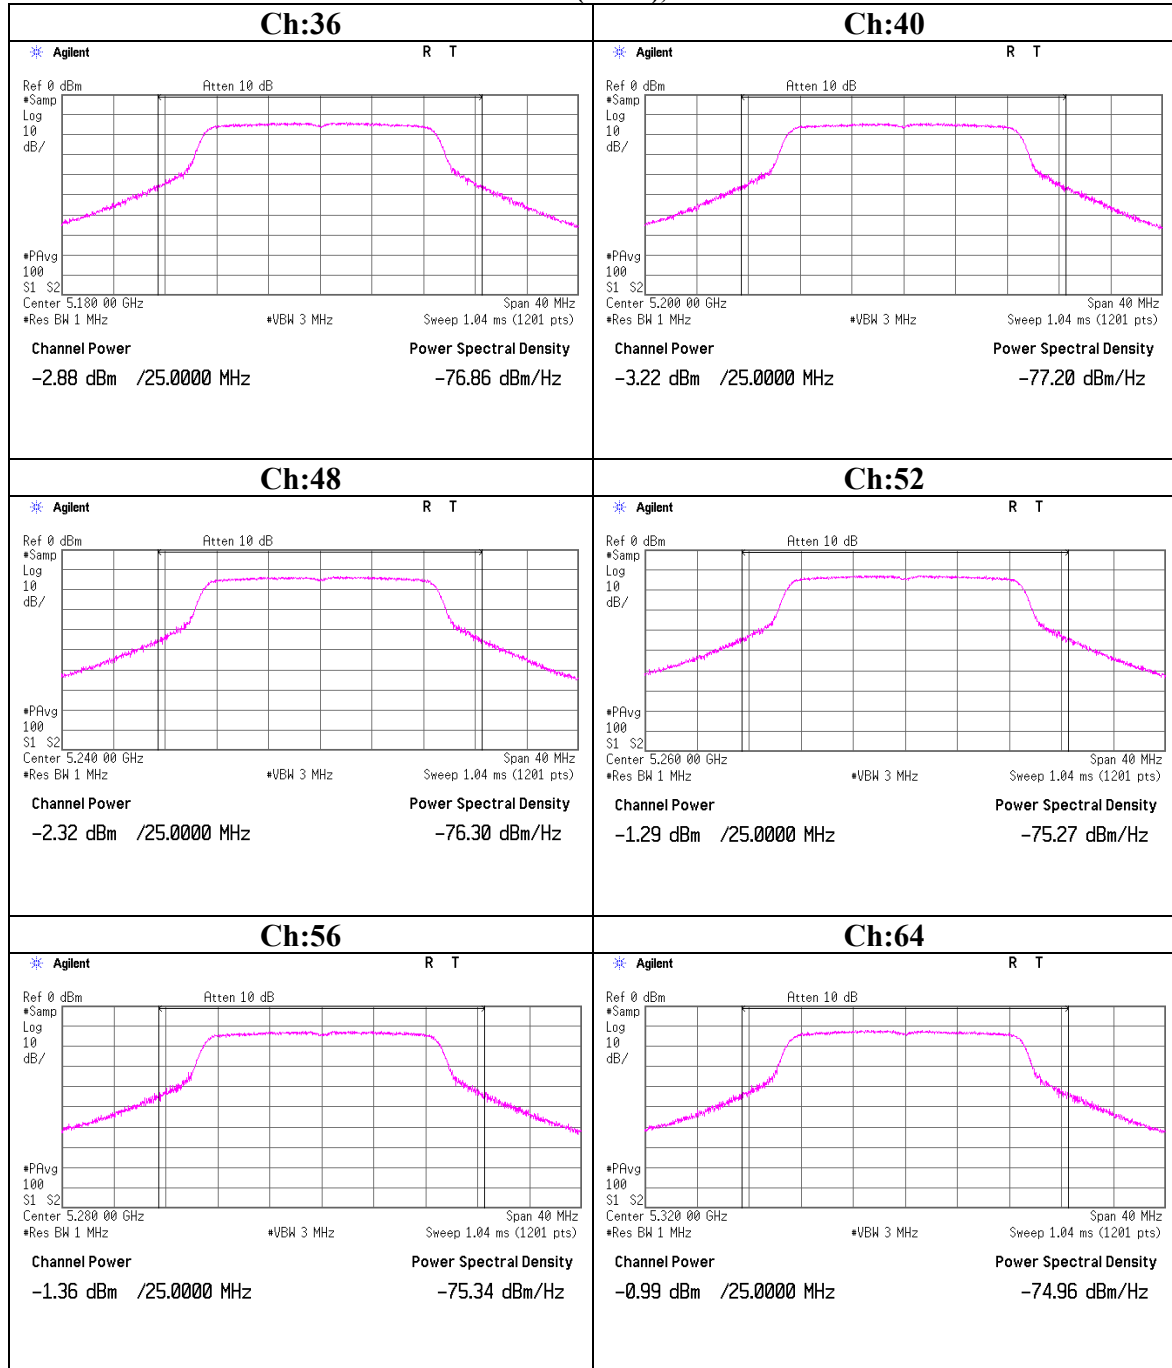 Ch:36 Ch:40
Agilent R T Agilent R T
Ref 0 dBm Atten 10 dB Ref 0 dBm Atten 10 dB
#Samp #Samp
Log Log
10 10
dB/ dB/
#PAvg #PAvg
100 100
S1 S2 S1 S2
Center 5.180 00 GHz Span 40 MHz Center 5.200 00 GHz Span 40 MHz
#Res BW 1 MHz #VBW 3 MHz Sweep 1.04 ms (1201 pts) #Res BW 1 MHz #VBW 3 MHz Sweep 1.04 ms (1201 pts)
Channel Power Power Spectral Density Channel Power Power Spectral Density
-2.88 dBm /25.0000 MHz -76.86 dBm/Hz -3.22 dBm /25.0000 MHz -77.20 dBm/Hz
Ch:48 Ch:52
Agilent R T Agilent R T
Ref 0 dBm Atten 10 dB Ref 0 dBm Atten 10 dB
#Samp #Samp
Log Log
10 10
dB/ dB/
#PAvg #PAvg
100 100
S1 S2 S1 S2
Center 5.240 00 GHz Span 40 MHz Center 5.260 00 GHz Span 40 MHz
#Res BW 1 MHz #VBW 3 MHz Sweep 1.04 ms (1201 pts) #Res BW 1 MHz #VBW 3 MHz Sweep 1.04 ms (1201 pts)
Channel Power Power Spectral Density Channel Power Power Spectral Density
-2.32 dBm /25.0000 MHz -76.30 dBm/Hz -1.29 dBm /25.0000 MHz -75.27 dBm/Hz
Ch:56 Ch:64
Agilent R T Agilent R T
Ref 0 dBm Atten 10 dB Ref 0 dBm Atten 10 dB
#Samp #Samp
Log Log
10 10
dB/ dB/
#PAvg #PAvg
100 100
S1 S2 S1 S2
Center 5.280 00 GHz Span 40 MHz Center 5.320 00 GHz Span 40 MHz
#Res BW 1 MHz #VBW 3 MHz Sweep 1.04 ms (1201 pts) #Res BW 1 MHz #VBW 3 MHz Sweep 1.04 ms (1201 pts)
Channel Power Power Spectral Density Channel Power Power Spectral Density
-1.36 dBm /25.0000 MHz -75.34 dBm/Hz -0.99 dBm /25.0000 MHz -74.96 dBm/Hz